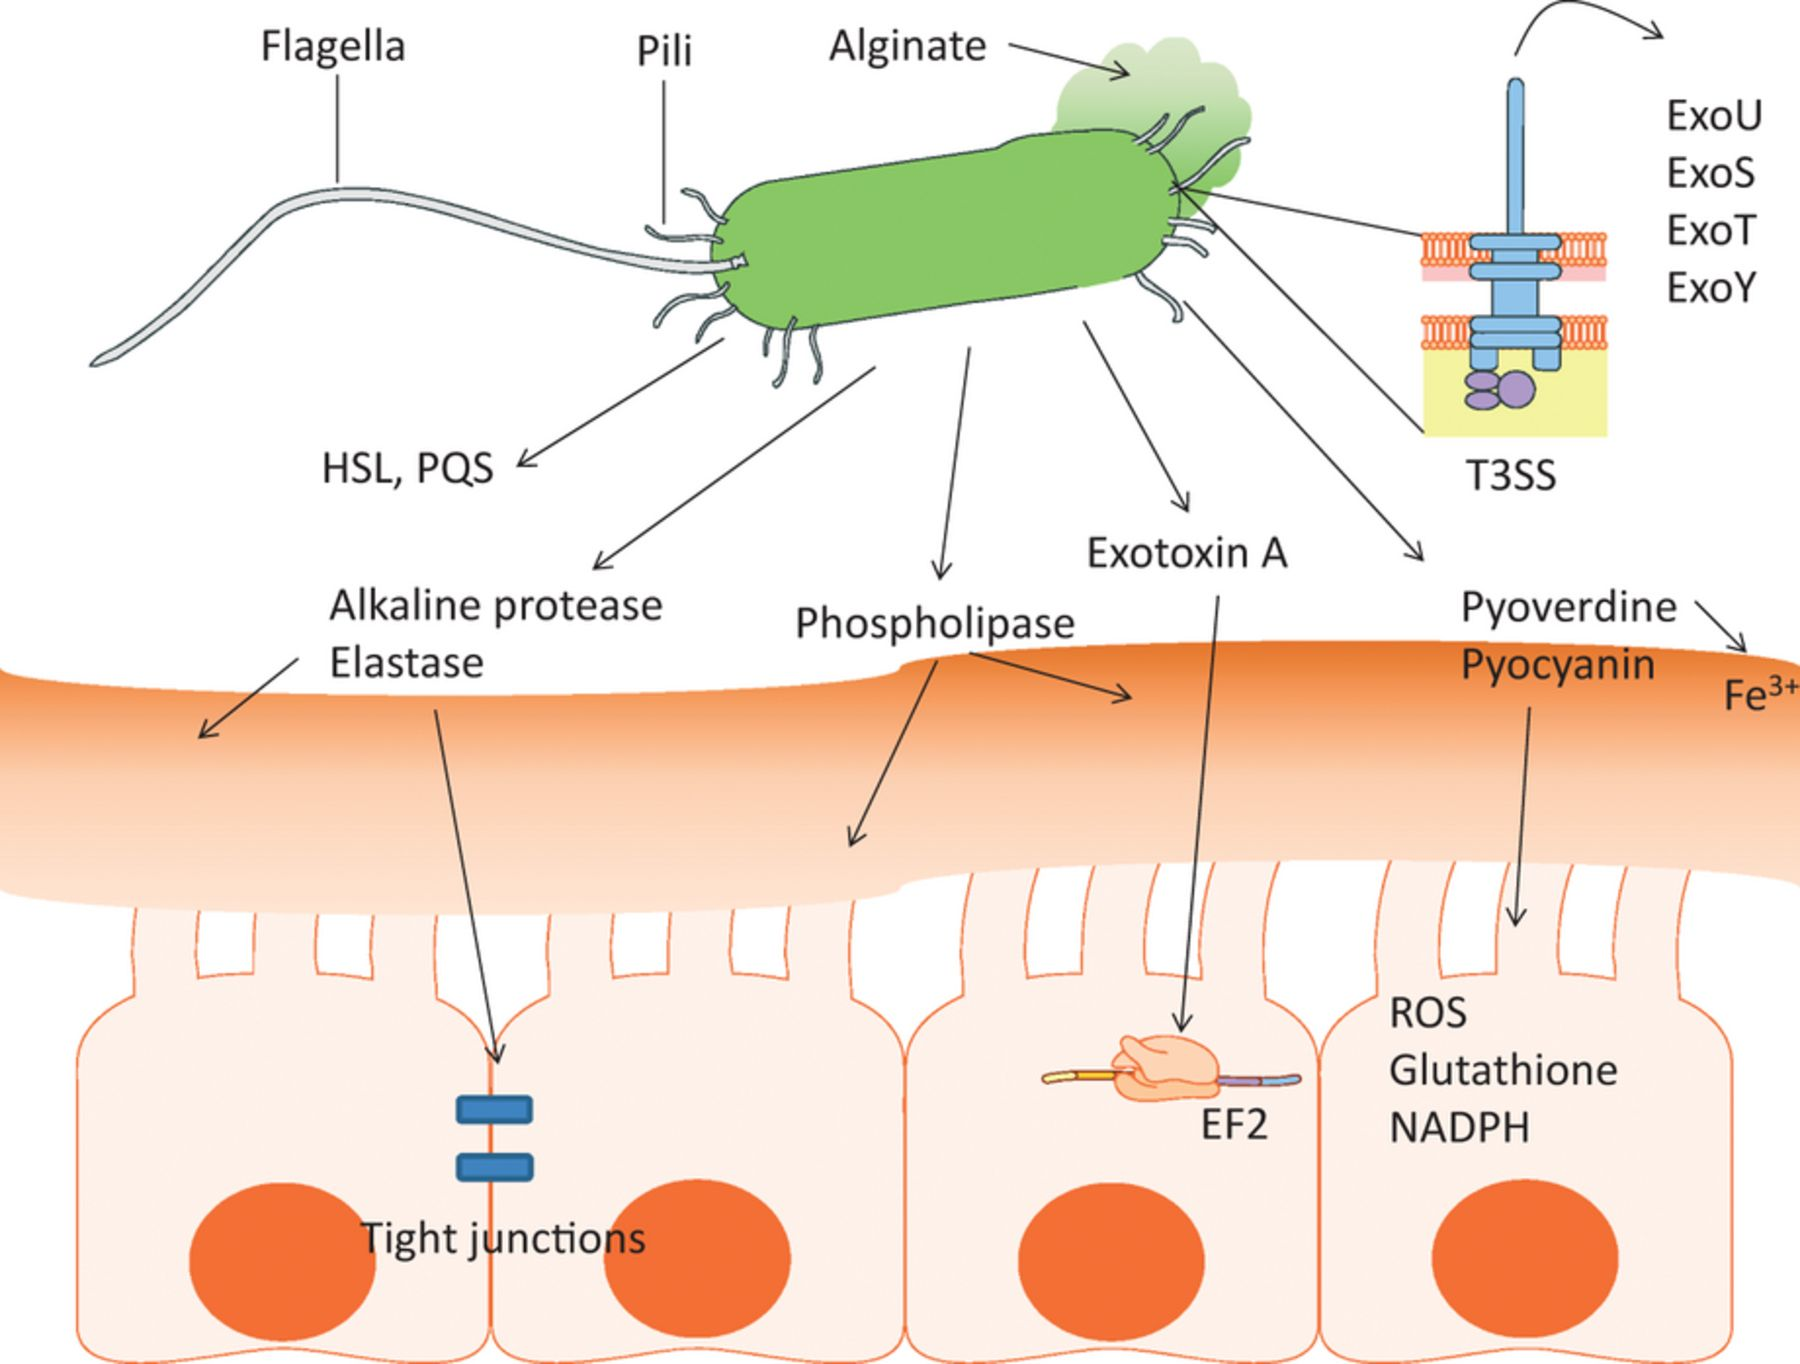 Flagella
Pili
Alginate
ExoU
ExoS
ExoT
ExoY
T3SS
HSL, PQS
Exotoxin A
Alkaline protease
Elastase
Phospholipase
Pyoverdine
Pyocyanin
Fe³⁺
EF2
ROS
Glutathione
NADPH
Tight junctions